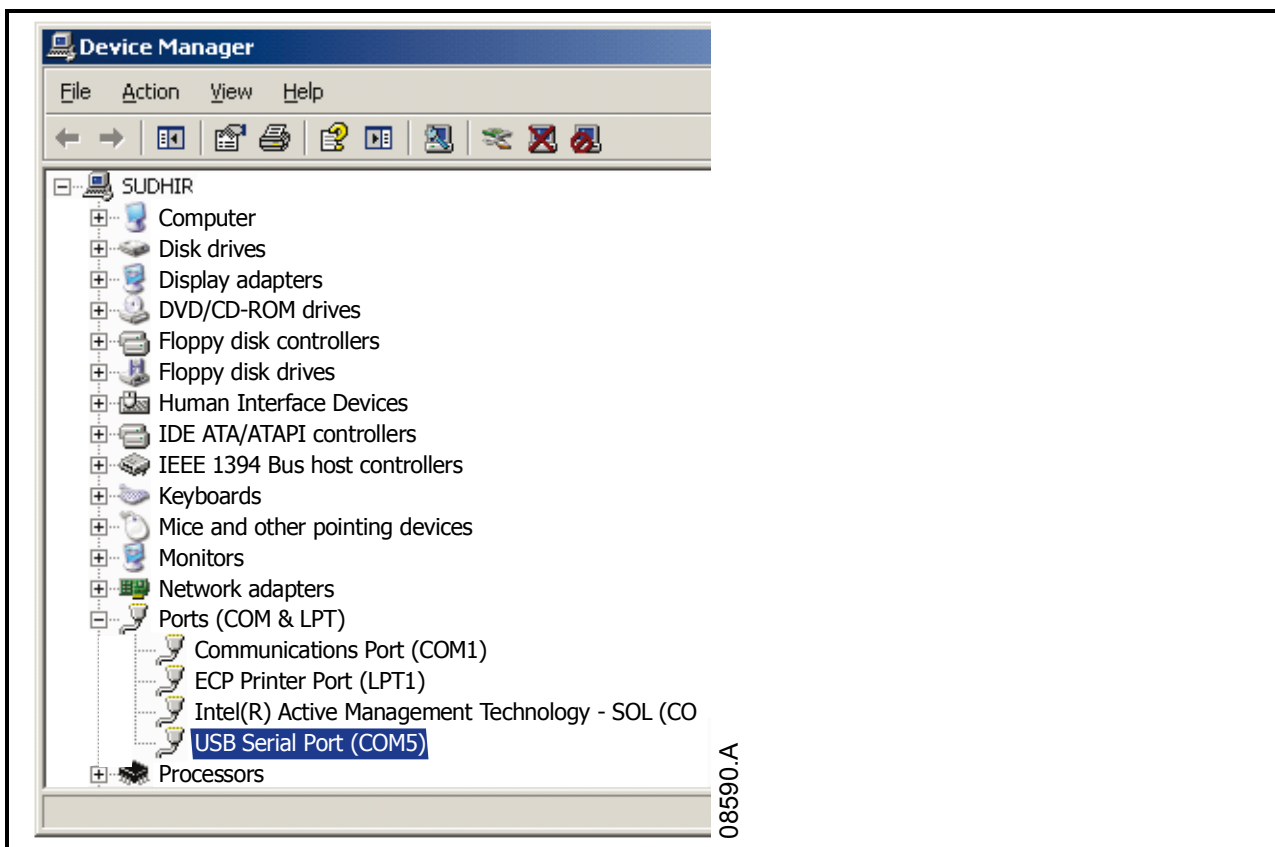 Device Manager
File Action View Help
SUDHIR
Computer
Disk drives
Display adapters
DVD/CD-ROM drives
Floppy disk controllers
Floppy disk drives
Human Interface Devices
IDE ATA/ATAPI controllers
IEEE 1394 Bus host controllers
Keyboards
Mice and other pointing devices
Monitors
Network adapters
Ports (COM & LPT)
Communications Port (COM1)
ECP Printer Port (LPT1)
Intel(R) Active Management Technology - SOL (CO
USB Serial Port (COM5)
Processors
08590.A